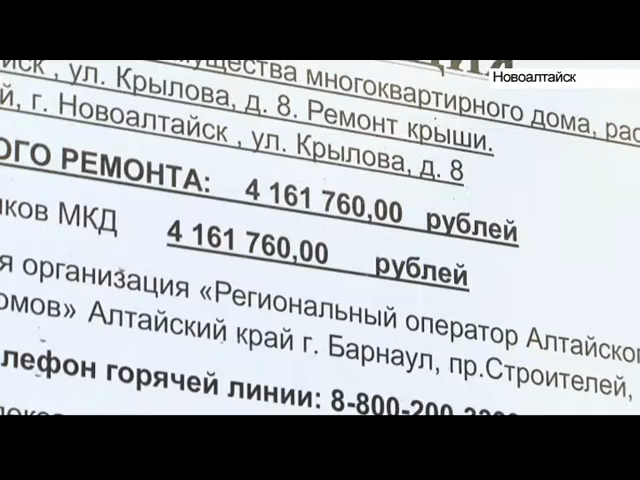 Новоалтайск
имущества многоквартирного дома, рас
йск , ул. Крылова, д. 8. Ремонт крыши.
й, г. Новоалтайск , ул. Крылова, д. 8
ОГО РЕМОНТА: 4 161 760,00 рублей
иков МКД 4 161 760,00 рублей
я организация «Региональный оператор Алтайског
омов» Алтайский край г. Барнаул, пр.Строителей,
лефон горячей линии: 8-800-200-